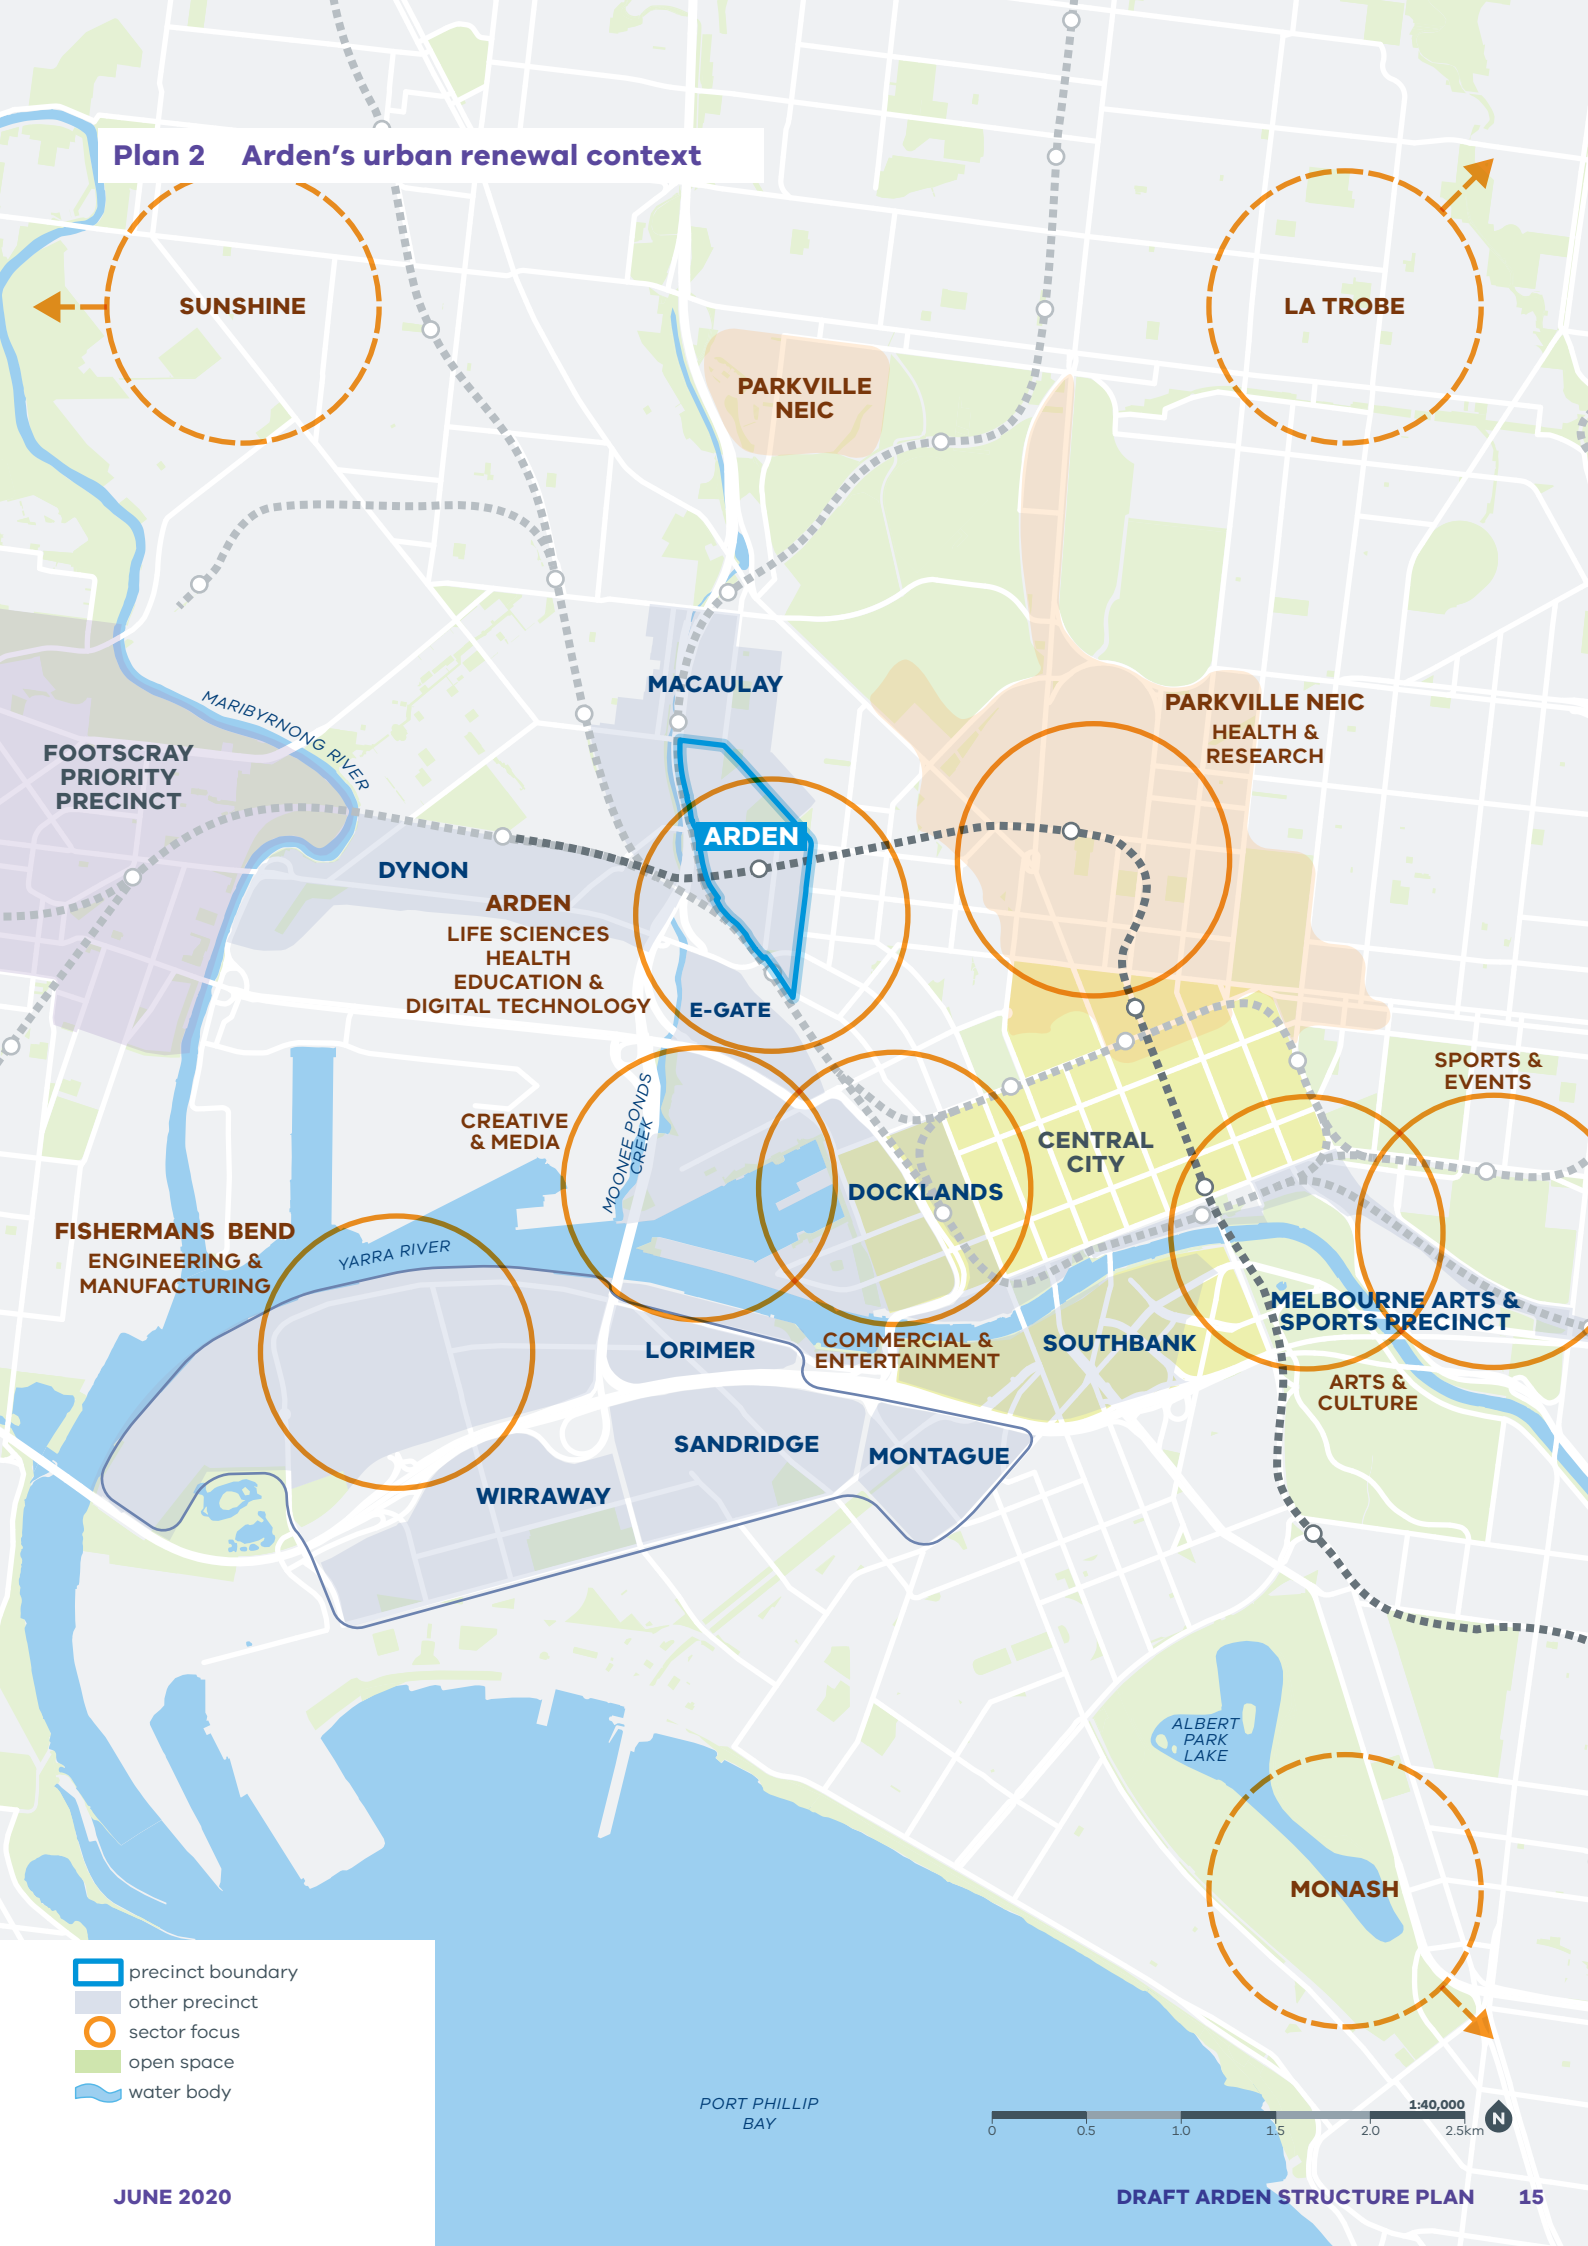 Plan 2 Arden's urban renewal context
SUNSHINE
LA TROBE
PARKVILLE
NEIC
MACAULAY
PARKVILLE NEIC
HEALTH &
RESEARCH
MARIBYRNONG RIVER
FOOTSCRAY
PRIORITY
PRECINCT
ARDEN
DYNON
ARDEN
LIFE SCIENCES
HEALTH
EDUCATION &
DIGITAL TECHNOLOGY
E-GATE
SPORTS &
EVENTS
CREATIVE
& MEDIA
MOONEE PONDS
CREEK
CENTRAL
CITY
DOCKLANDS
FISHERMANS BEND
ENGINEERING &
MANUFACTURING
YARRA RIVER
MELBOURNE ARTS &
SPORTS PRECINCT
LORIMER
COMMERCIAL &
ENTERTAINMENT
SOUTHBANK
ARTS &
CULTURE
SANDRIDGE
MONTAGUE
WIRRAWAY
ALBERT
PARK
LAKE
MONASH
precinct boundary
other precinct
sector focus
open space
water body
PORT PHILLIP
BAY
1:40,000
N
0 0.5 1.0 1.5 2.0 2.5km
JUNE 2020
DRAFT ARDEN STRUCTURE PLAN 15